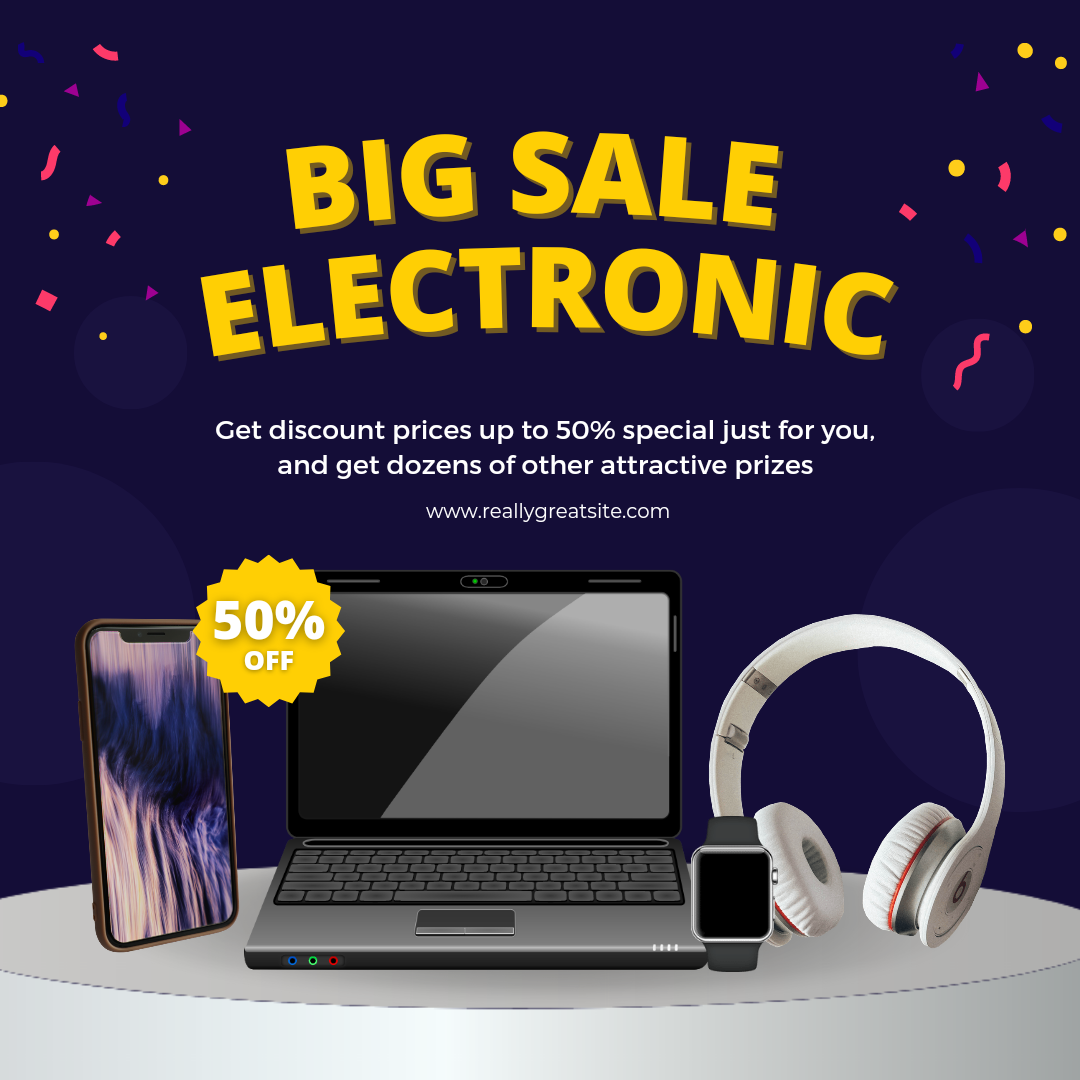 BIG SALE
ELECTRONIC
Get discount prices up to 50% special just for you,
and get dozens of other attractive prizes
www.reallygreatsite.com
50%
OFF